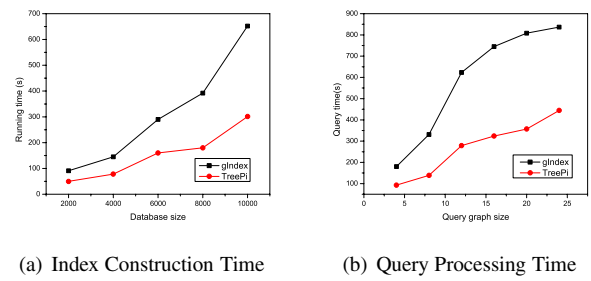 700
600
500
400
300
200
100
0
Running time (s)
2000 4000 6000 8000 10000
Database size
gIndex
TreePi
900
800
700
600
500
400
300
200
100
Query time(s)
0 5 10 15 20 25
Query graph size
gIndex
TreePi
(a) Index Construction Time
(b) Query Processing Time